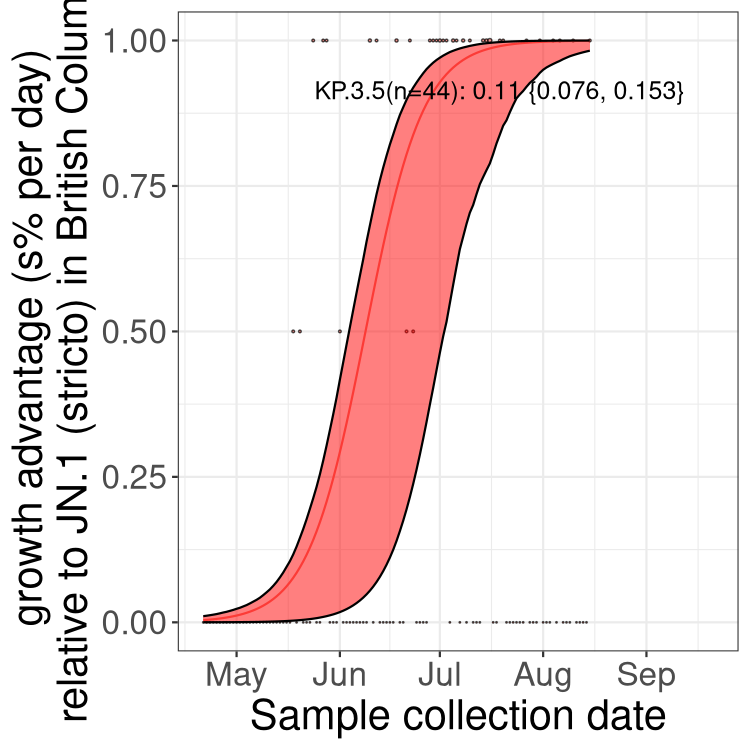 growth advantage (s% per day)
relative to JN.1 (stricto) in British Colum
1.00
0.75
0.50
0.25
0.00
KP.3.5(n=44): 0.11 {0.076, 0.153}
May Jun Jul Aug Sep
Sample collection date